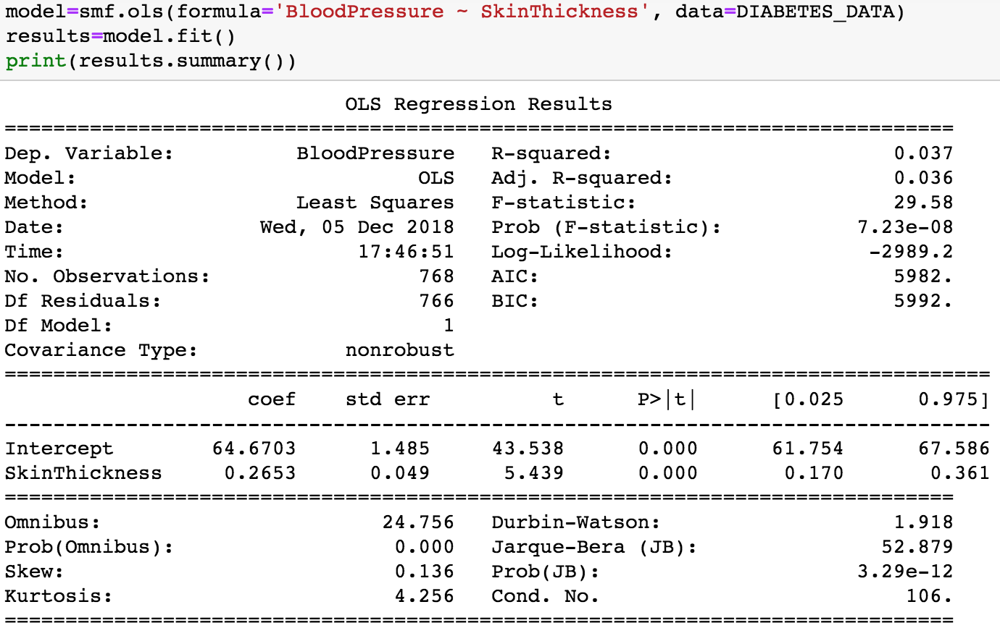 model=smf.ols(formula='BloodPressure ~ SkinThickness', data=DIABETES_DATA)
results=model.fit()
print(results.summary())
                            OLS Regression Results
==============================================================================
Dep. Variable:          BloodPressure   R-squared:                       0.037
Model:                            OLS   Adj. R-squared:                  0.036
Method:                 Least Squares   F-statistic:                     29.58
Date:                Wed, 05 Dec 2018   Prob (F-statistic):           7.23e-08
Time:                        17:46:51   Log-Likelihood:                -2989.2
No. Observations:                 768   AIC:                             5982.
Df Residuals:                     766   BIC:                             5992.
Df Model:                           1
Covariance Type:            nonrobust
=================================================================================
                    coef    std err          t      P>|t|      [0.025      0.975]
---------------------------------------------------------------------------------
Intercept        64.6703      1.485     43.538      0.000      61.754      67.586
SkinThickness     0.2653      0.049      5.439      0.000       0.170       0.361
==============================================================================
Omnibus:                       24.756   Durbin-Watson:                   1.918
Prob(Omnibus):                  0.000   Jarque-Bera (JB):               52.879
Skew:                           0.136   Prob(JB):                     3.29e-12
Kurtosis:                       4.256   Cond. No.                         106.
==============================================================================